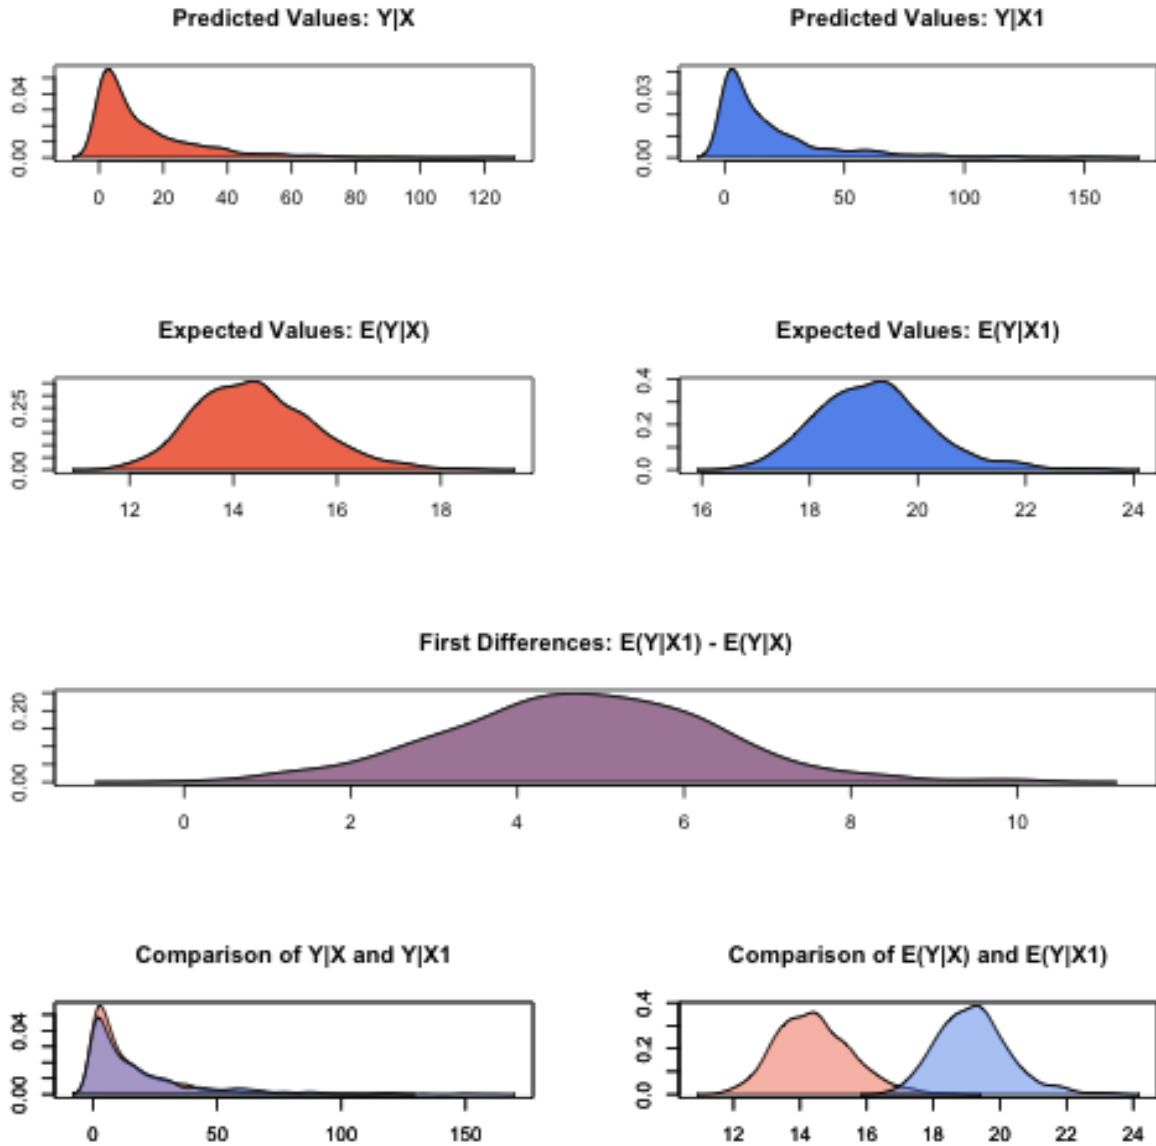 Predicted Values: Y|X
0.00 0.04
0 20 40 60 80 100 120
Predicted Values: Y|X1
0.00 0.03
0 50 100 150
Expected Values: E(Y|X)
0.00 0.25
12 14 16 18
Expected Values: E(Y|X1)
0.0 0.2 0.4
16 18 20 22 24
First Differences: E(Y|X1) - E(Y|X)
0.00 0.20
0 2 4 6 8 10
Comparison of Y|X and Y|X1
0.00 0.04
0 50 100 150
Comparison of E(Y|X) and E(Y|X1)
0.0 0.2 0.4
12 14 16 18 20 22 24